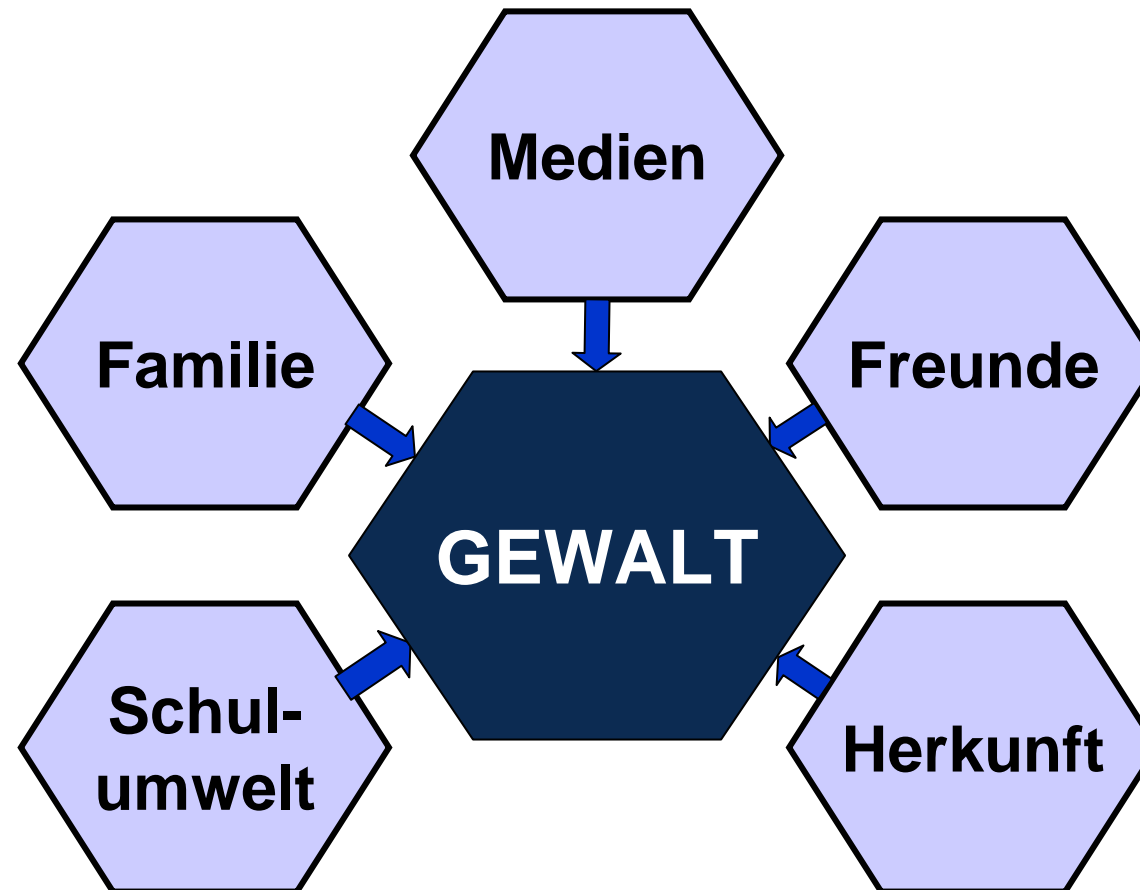 Medien
Familie
Freunde
GEWALT
Schul-
umwelt
Herkunft